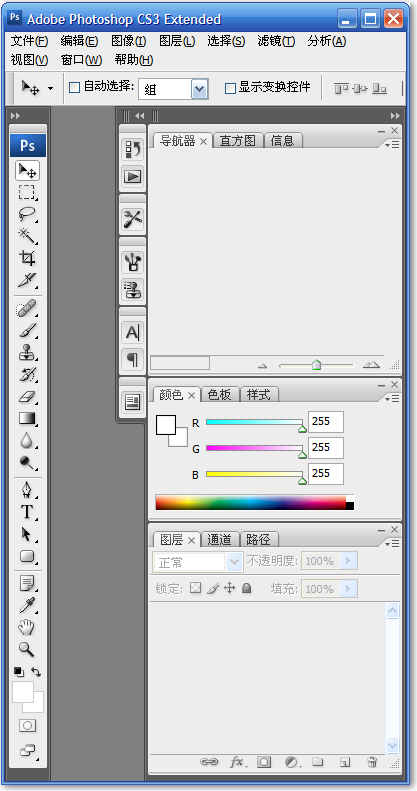 Ps Adobe Photoshop CS3 Extended
文件(F) 编辑(E) 图像(I) 图层(L) 选择(S) 滤镜(T) 分析(A)
视图(V) 窗口(W) 帮助(H)
自动选择: 组 显示变换控件
Ps
导航器 直方图 信息
颜色 色板 样式
R 255
G 255
B 255
图层 通道 路径
正常 不透明度: 100%
锁定: 填充: 100%
fx